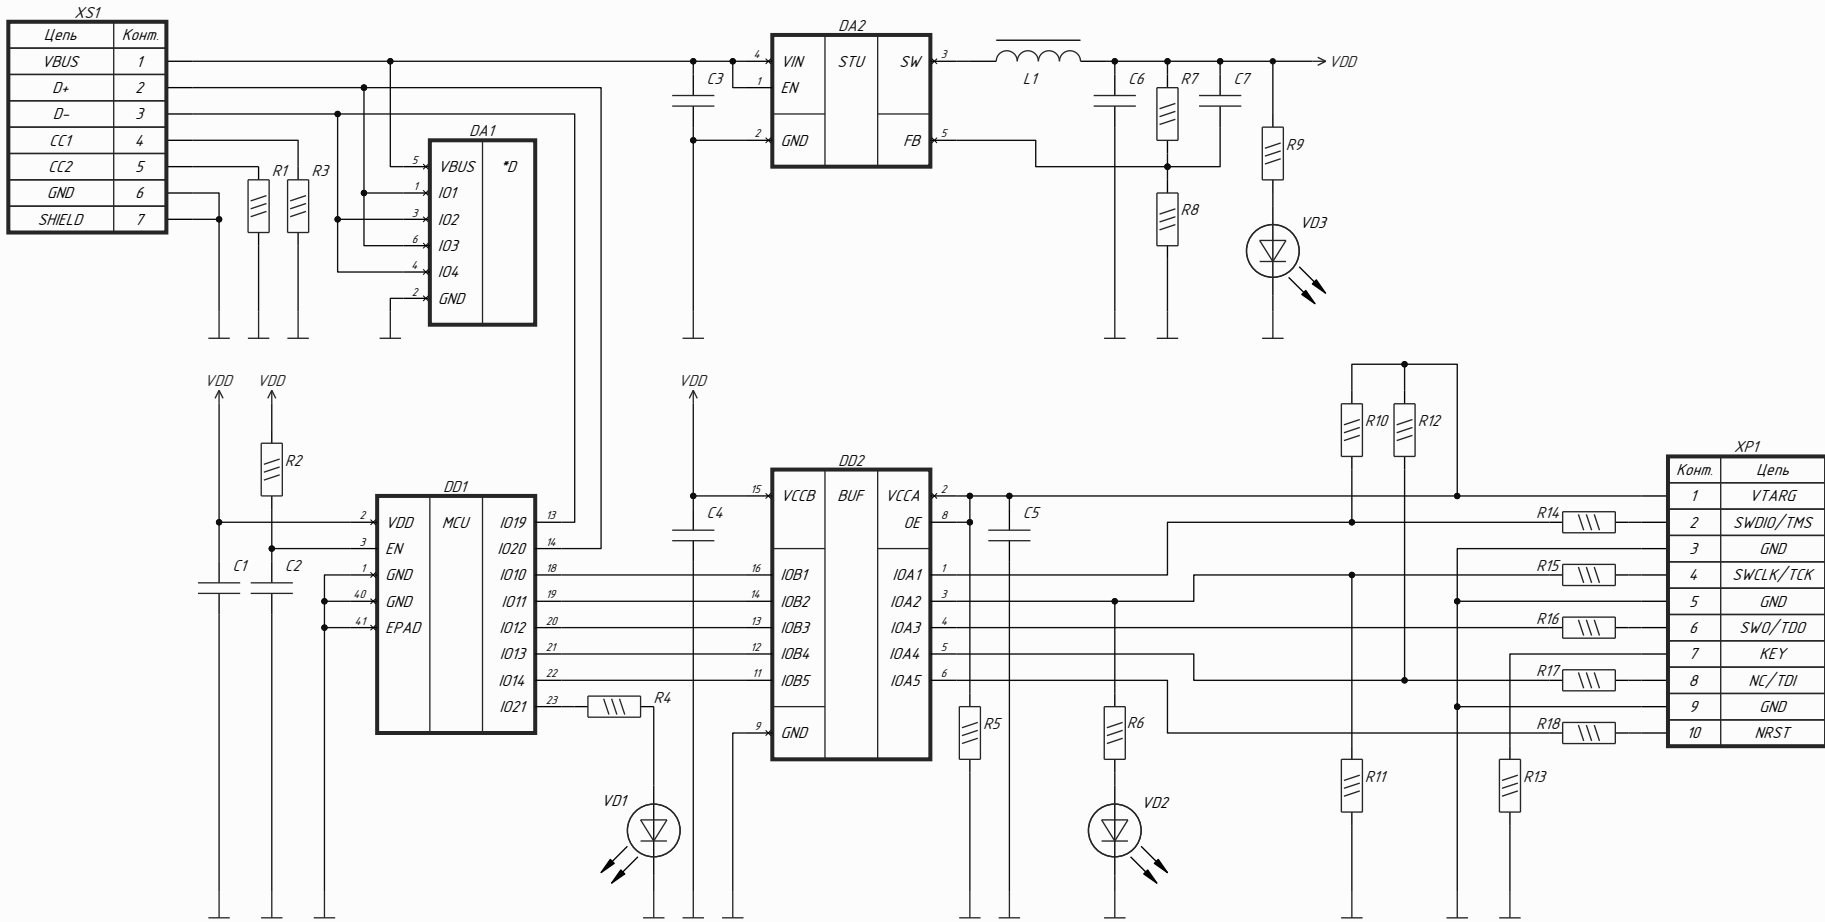 XS1
Цепь Конт.
VBUS 1
D+ 2
D- 3
CC1 4
CC2 5
GND 6
SHIELD 7
R1
R3
DA1
*D
5 VBUS
1 IO1
3 IO2
6 IO3
4 IO4
2 GND
C3
DA2
STU
4 VIN
1 EN
2 GND
SW 3
FB 5
L1
C6
R7
C7
VDD
R8
R9
VD3
VDD
VDD
R2
C1
C2
DD1
MCU
2 VDD
3 EN
1 GND
40 GND
41 EPAD
IO19 13
IO20 14
IO10 18
IO11 19
IO12 20
IO13 21
IO14 22
IO21 23
R4
VD1
VDD
C4
DD2
BUF
15 VCCB
16 IOB1
14 IOB2
13 IOB3
12 IOB4
11 IOB5
9 GND
VCCA 2
OE 8
IOA1 1
IOA2 3
IOA3 4
IOA4 5
IOA5 6
C5
R5
R6
VD2
R10
R12
R11
R13
R14
R15
R16
R17
R18
XP1
Конт. Цепь
1 VTARG
2 SWDIO/TMS
3 GND
4 SWCLK/TCK
5 GND
6 SWO/TDO
7 KEY
8 NC/TDI
9 GND
10 NRST